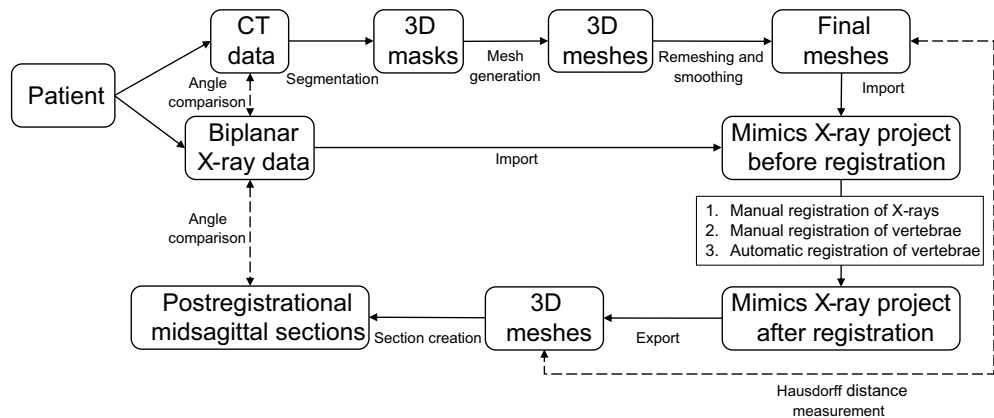 Patient
CT
data
Segmentation
3D
masks
Mesh
generation
3D
meshes
Remeshing and
smoothing
Final
meshes
Angle
comparison
Import
Biplanar
X-ray data
Import
Mimics X-ray project
before registration
1. Manual registration of X-rays
2. Manual registration of vertebrae
3. Automatic registration of vertebrae
Angle
comparison
Postregistrational
midsagittal sections
Section creation
3D
meshes
Export
Mimics X-ray project
after registration
Hausdorff distance
measurement